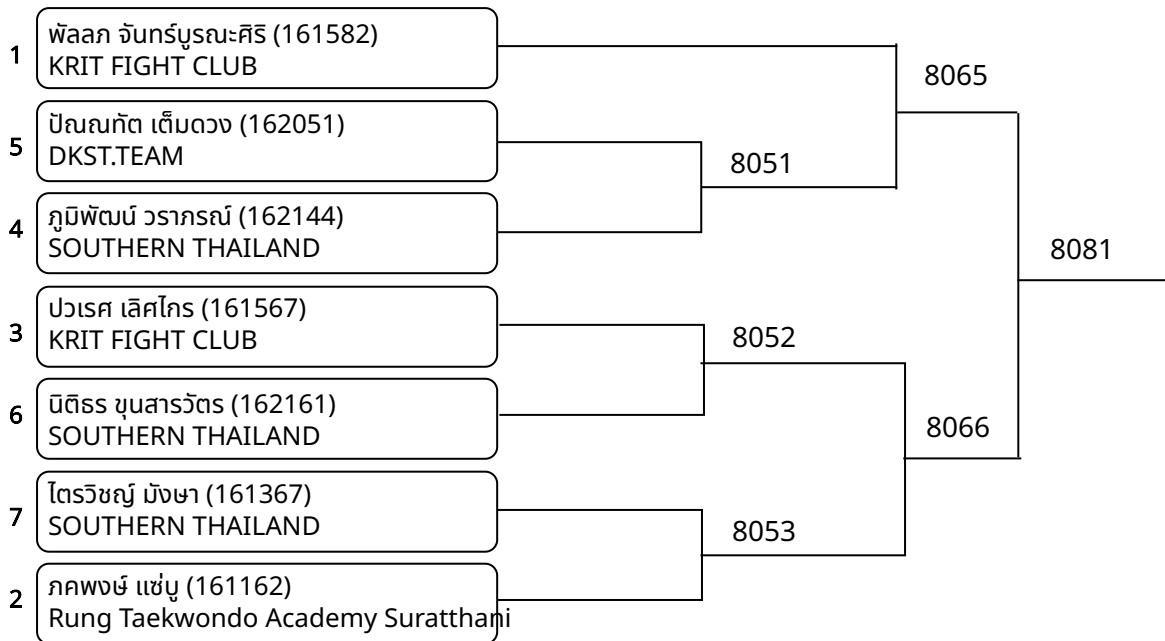 1
พัลลภ จันทร์บูรณะศิริ (161582)
KRIT FIGHT CLUB
8065
5
ปัณณทัต เต็มดวง (162051)
DKST.TEAM
8051
4
ภูมิพัฒน์ วราภรณ์ (162144)
SOUTHERN THAILAND
8081
3
ปวเรศ เลิศไกร (161567)
KRIT FIGHT CLUB
8052
6
นิติธร ขุนสารวัตร (162161)
SOUTHERN THAILAND
8066
7
ไตรวิชญ์ มังษา (161367)
SOUTHERN THAILAND
8053
2
ภคพงษ์ แซ่บู (161162)
Rung Taekwondo Academy Suratthani